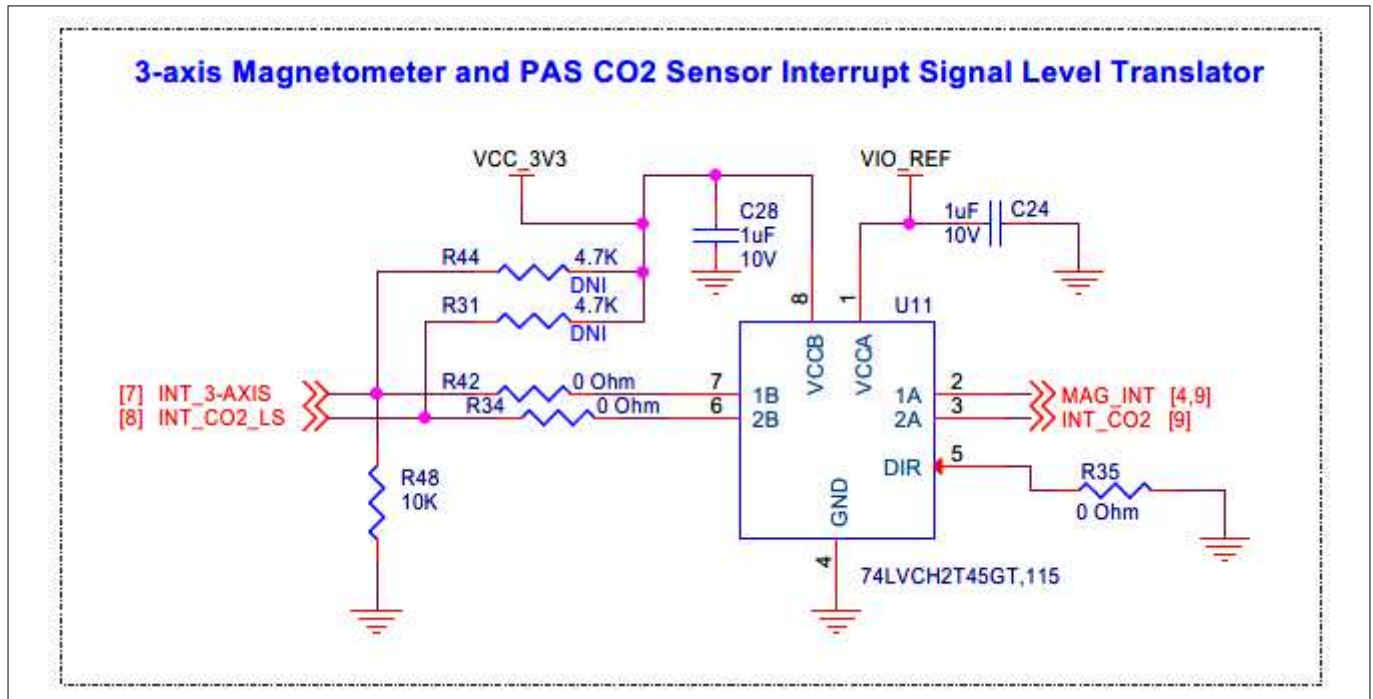 3-axis Magnetometer and PAS CO2 Sensor Interrupt Signal Level Translator
VCC_3V3
VIO_REF
C28
1uF
10V
1uF
10V
C24
R44
4.7K
DNI
R31
4.7K
DNI
8
1
U11
VCCB
VCCA
[7] INT_3-AXIS
R42
0 Ohm
7
1B
1A
2
MAG_INT [4,9]
[8] INT_CO2_LS
R34
0 Ohm
6
2B
2A
3
INT_CO2 [9]
DIR
5
R35
0 Ohm
R48
10K
GND
4
74LVCH2T45GT,115